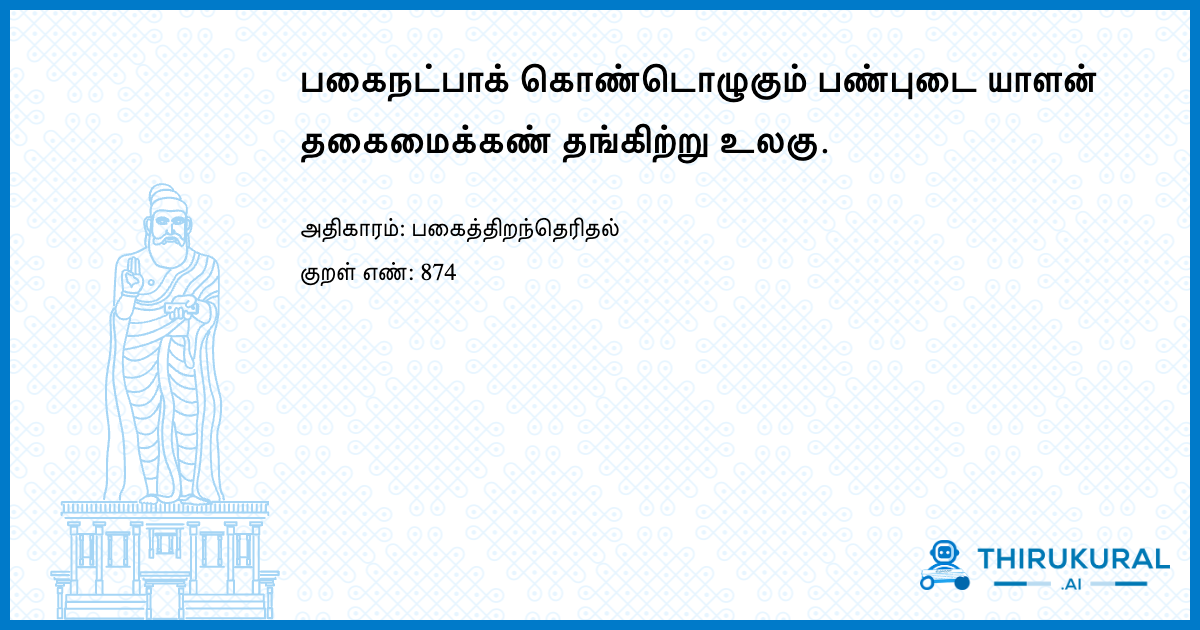 பகைநட்பாக் கொண்டொழுகும் பண்புடை யாளன்
தகைமைக்கண் தங்கிற்று உலகு.
அதிகாரம்: பகைத்திறந்தெரிதல்
குறள் எண்: 874
THIRUKURAL
.AI